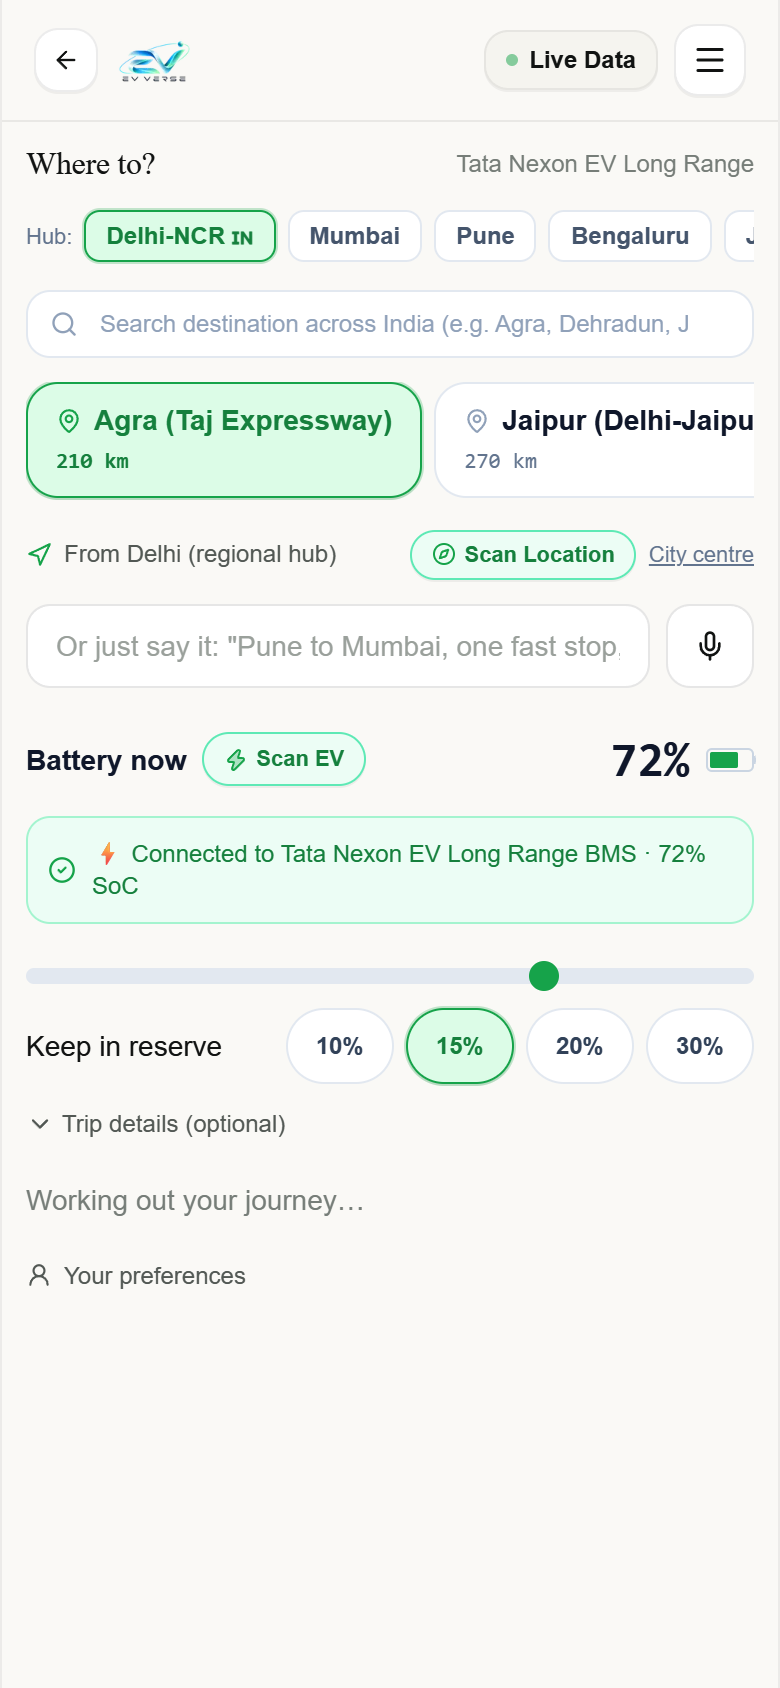 EV
EV VERSE
Live Data
Where to?
Tata Nexon EV Long Range
Hub:
Delhi-NCR IN
Mumbai
Pune
Bengaluru
J
Search destination across India (e.g. Agra, Dehradun, J
Agra (Taj Expressway)
210 km
Jaipur (Delhi-Jaipu
270 km
From Delhi (regional hub)
Scan Location
City centre
Or just say it: "Pune to Mumbai, one fast stop,
Battery now
Scan EV
72%
Connected to Tata Nexon EV Long Range BMS · 72%
SoC
Keep in reserve
10%
15%
20%
30%
Trip details (optional)
Working out your journey…
Your preferences